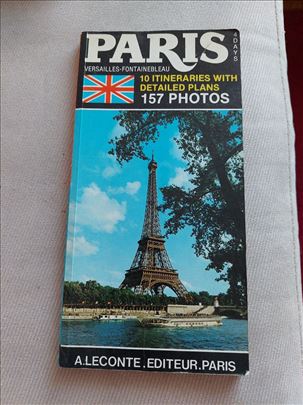 PARIS
4 DAYS
VERSAILLES-FONTAINEBLEAU
10 ITINERARIES WITH
DETAILED PLANS
157 PHOTOS
A.LECONTE.EDITEUR.PARIS